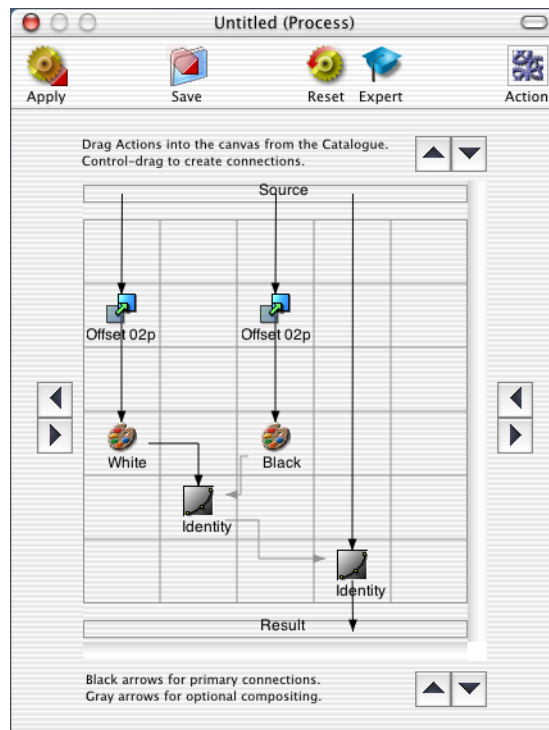 Untitled (Process)
Apply Save Reset Expert Action
Drag Actions into the canvas from the Catalogue.
Control-drag to create connections.
Source
Offset 02p Offset 02p
White Black
Identity
Identity
Result
Black arrows for primary connections.
Gray arrows for optional compositing.